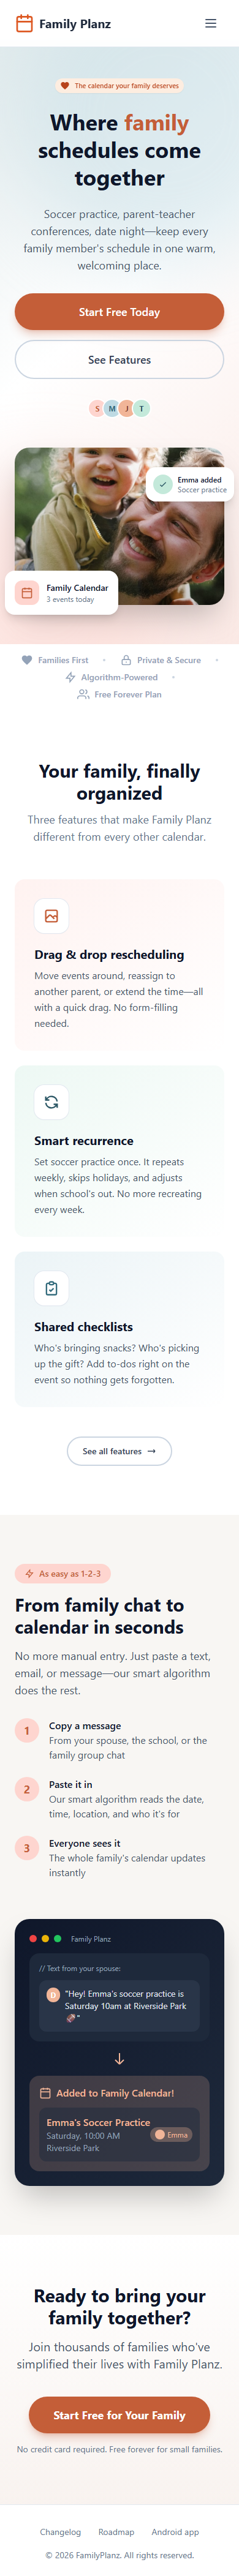 Family Planz
The calendar your family deserves
Where family
schedules come
together
Soccer practice, parent-teacher
conferences, date night—keep every
family member's schedule in one warm,
welcoming place.
Start Free Today
See Features
S M J T
Emma added
Soccer practice
Family Calendar
3 events today
Families First • Private & Secure •
Algorithm-Powered •
Free Forever Plan
Your family, finally
organized
Three features that make Family Planz
different from every other calendar.
Drag & drop rescheduling
Move events around, reassign to
another parent, or extend the time—all
with a quick drag. No form-filling
needed.
Smart recurrence
Set soccer practice once. It repeats
weekly, skips holidays, and adjusts
when school's out. No more recreating
every week.
Shared checklists
Who's bringing snacks? Who's picking
up the gift? Add to-dos right on the
event so nothing gets forgotten.
See all features →
As easy as 1-2-3
From family chat to
calendar in seconds
No more manual entry. Just paste a text,
email, or message—our smart algorithm
does the rest.
1 Copy a message
From your spouse, the school, or the
family group chat
2 Paste it in
Our smart algorithm reads the date,
time, location, and who it's for
3 Everyone sees it
The whole family's calendar updates
instantly
Family Planz
// Text from your spouse:
D "Hey! Emma's soccer practice is
Saturday 10am at Riverside Park
"
Added to Family Calendar!
Emma's Soccer Practice
Saturday, 10:00 AM
Riverside Park
Emma
Ready to bring your
family together?
Join thousands of families who've
simplified their lives with Family Planz.
Start Free for Your Family
No credit card required. Free forever for small families.
Changelog Roadmap Android app
© 2026 FamilyPlanz. All rights reserved.